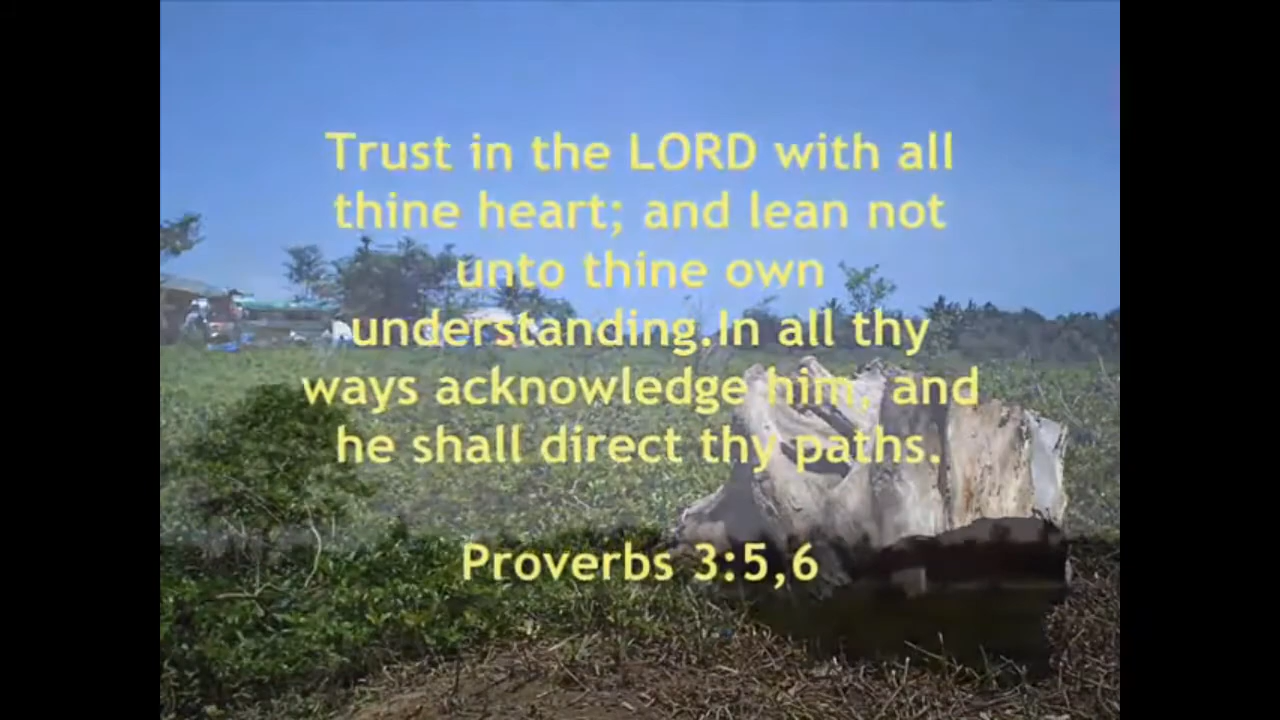 Trust in the LORD with all
thine heart; and lean not
unto thine own
understanding.In all thy
ways acknowledge him, and
he shall direct thy paths.
Proverbs 3:5,6